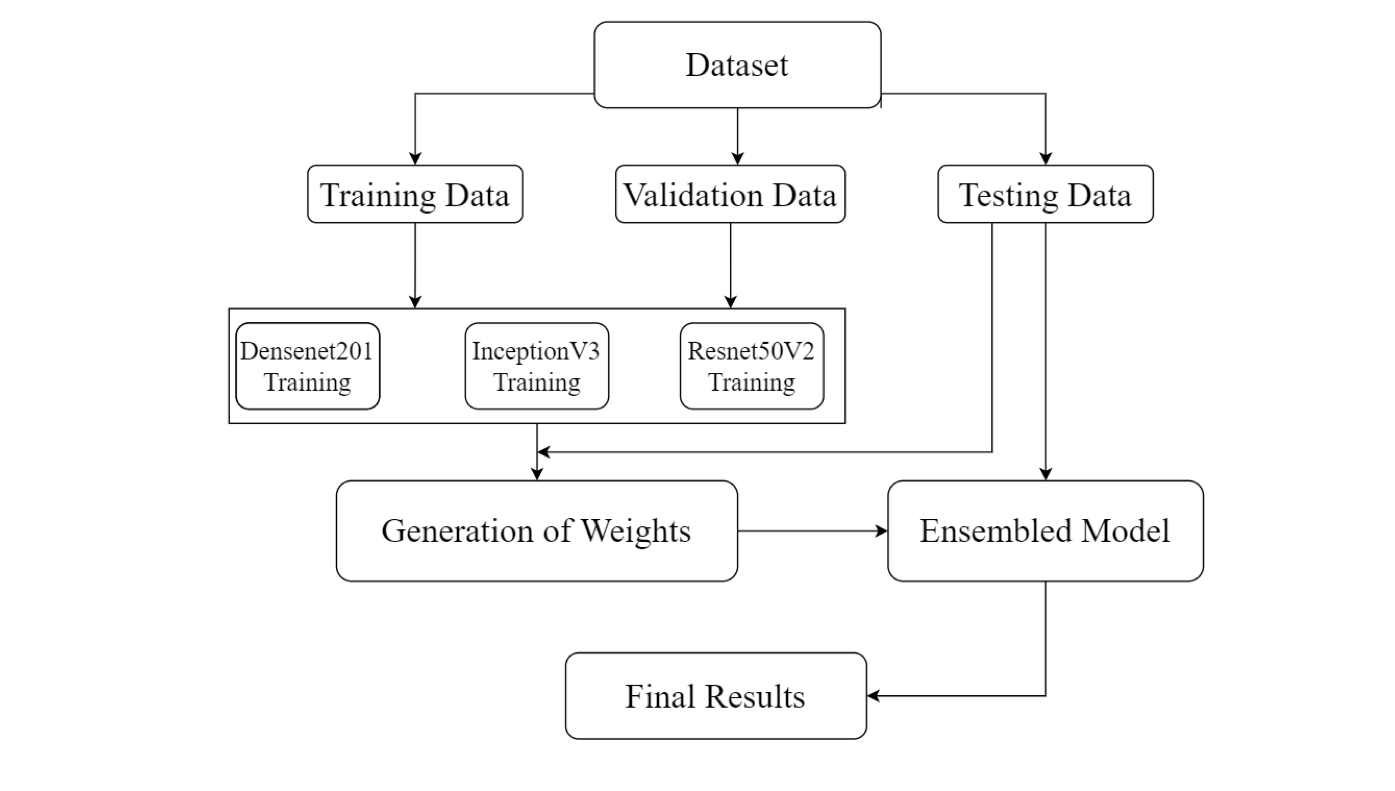 Dataset
Training Data
Validation Data
Testing Data
Densenet201
Training
InceptionV3
Training
Resnet50V2
Training
Generation of Weights
Ensembled Model
Final Results